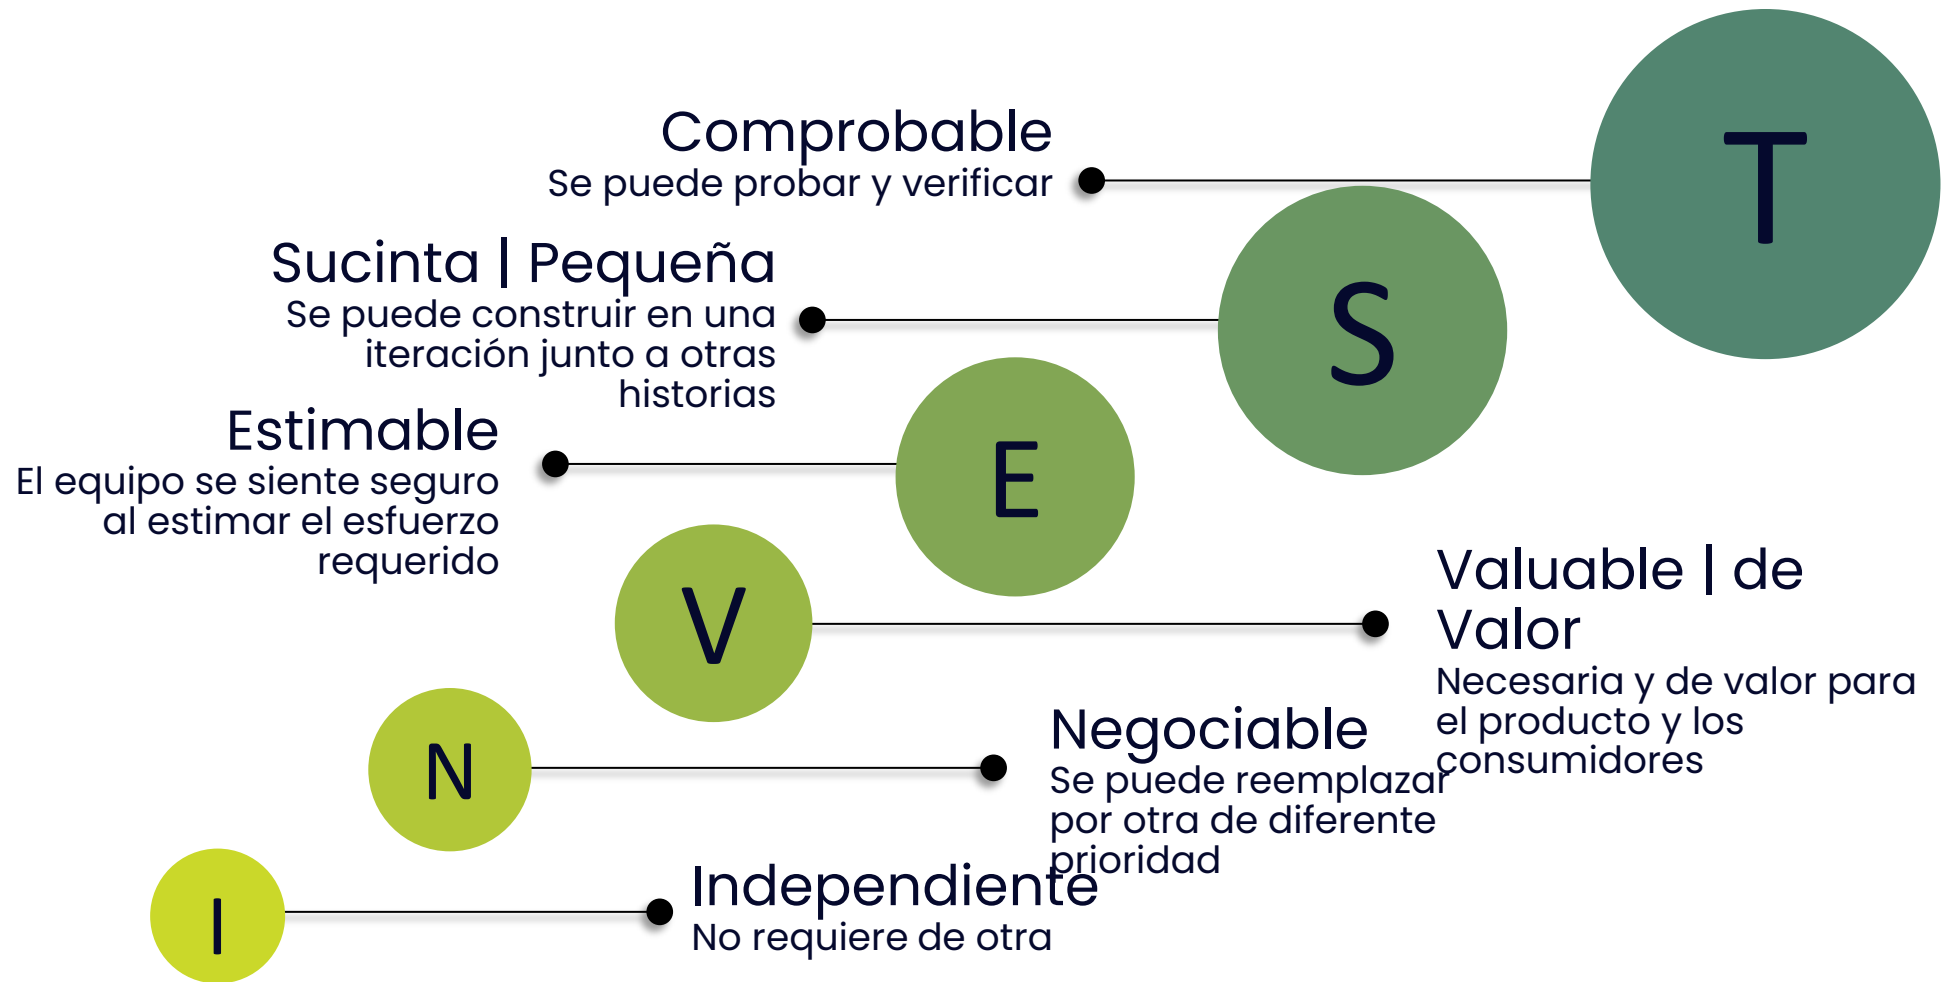 T
Comprobable
Se puede probar y verificar
S
Sucinta | Pequeña
Se puede construir en una
iteración junto a otras
historias
E
Estimable
El equipo se siente seguro
al estimar el esfuerzo
requerido
V
Valuable | de
Valor
Necesaria y de valor para
el producto y los
consumidores
N
Negociable
Se puede reemplazar
por otra de diferente
prioridad
I
Independiente
No requiere de otra